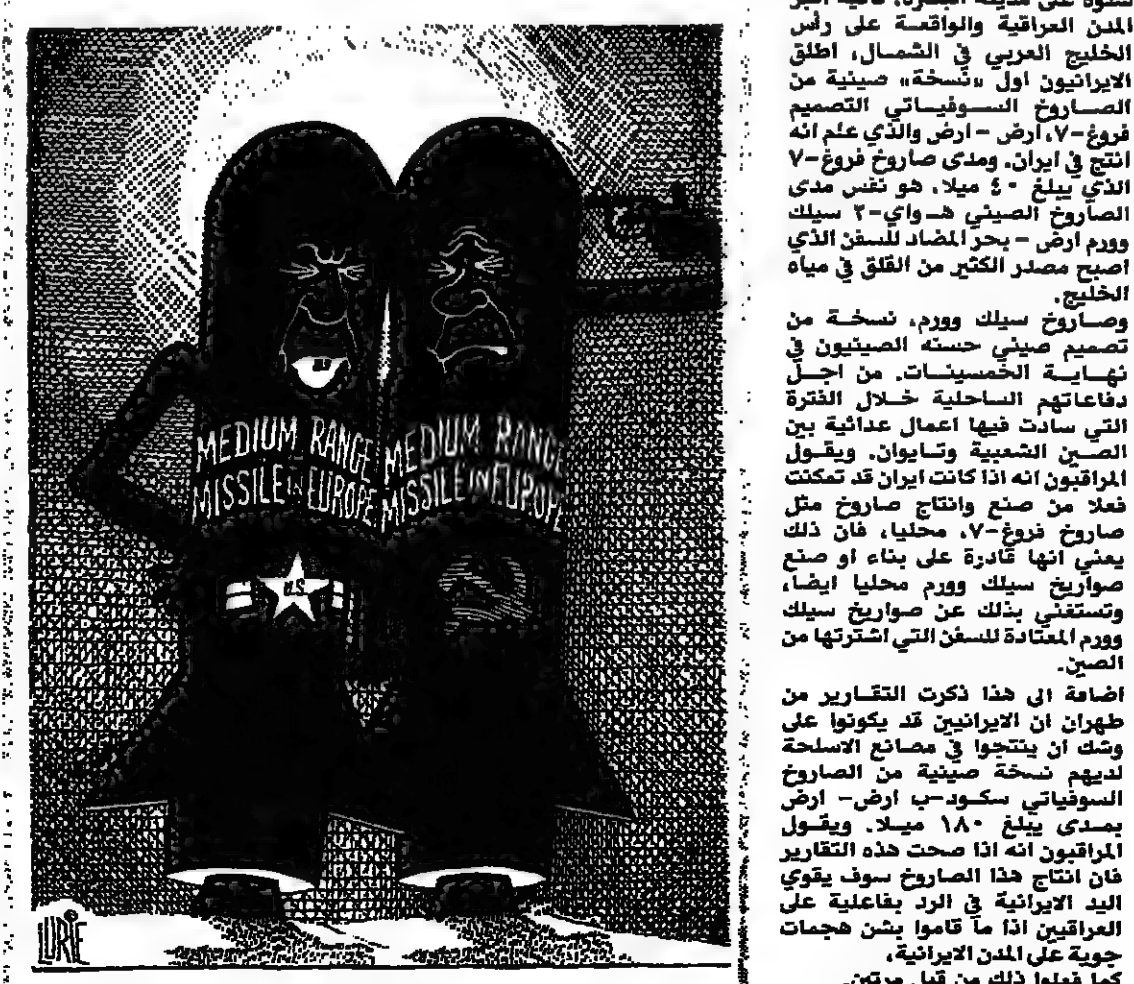 MEDIUM RANGE
MISSILE IN EUROPE
U.S.
MEDIUM RANGE
MISSILE IN EUROPE
LURIE
المدن العراقية والواقعة على رأس
الخليج العربي في الشمال، اطلق
الايرانيون اول «نسخة» صينية من
الصاروخ السوفياتي التصميم
فروغ-٧، ارض - ارض والذي علم انه
انتج في ايران. ومدى صاروخ فروغ-٧
الذي يبلغ ٤٠ ميلا، هو نفس مدى
الصاروخ الصيني هـ واي-٢ سيلك
وورم ارض - بحر المضاد للسفن الذي
اصبح مصدر الكثير من القلق في مياه
الخليج.
وصاروخ سيلك وورم، نسخة من
تصميم صيني حسنه الصينيون في
نهاية الخمسينات. من اجل
دفاعاتهم الساحلية خلال الفترة
التي سادت فيها اعمال عدائية بين
الصين الشعبية وتايوان. ويقول
المراقبون انه اذا كانت ايران قد تمكنت
فعلا من صنع وانتاج صاروخ مثل
صاروخ فروغ-٧، محليا، فان ذلك
يعني انها قادرة على بناء او صنع
صواريخ سيلك وورم محليا ايضا،
وتستغني بذلك عن صواريخ سيلك
وورم المعتادة للسفن التي اشترتها من
الصين.
اضافة الى هذا ذكرت التقارير من
طهران ان الايرانيين قد يكونوا على
وشك ان ينتجوا في مصانع الاسلحة
لديهم نسخة صينية من الصاروخ
السوفياتي سكود-ب ارض- ارض
بمدى يبلغ ١٨٠ ميلا. ويقول
المراقبون انه اذا صحت هذه التقارير
فان انتاج هذا الصاروخ سوف يقوي
اليد الايرانية في الرد بفاعلية على
العراقيين اذا ما قاموا بشن هجمات
جوية على المدن الايرانية،
كما فعلوا ذلك من قبل مرتين.